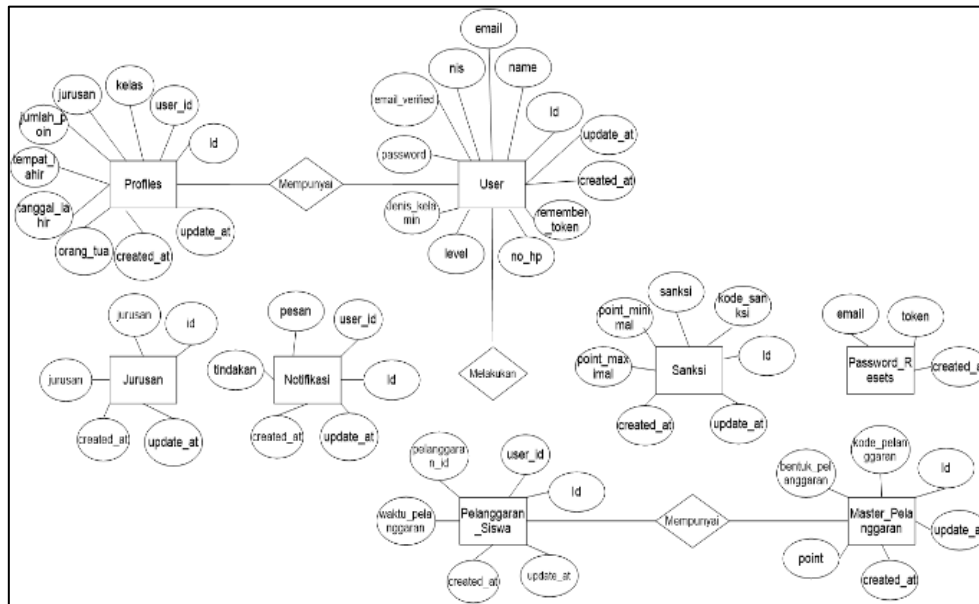 email
nis
name
kelas
jurusan
user_id
email_verified
Id
jumlah_p
oin
Id
update_at
password
tempat_l
ahir
Profiles
Mempunyai
User
created_at
tanggal_la
hir
Jenis_kela
min
remember
_token
update_at
orang_tua
created_at
level
no_hp
jurusan
id
pesan
user_id
sanksi
kode_san
ksi
point_mini
mal
email
token
tindakan
point_max
imal
Id
jurusan
Jurusan
Notifikasi
Id
Melakukan
Sanksi
Password_R
esets
created_a
created_at
update_at
created_at
update_at
created_at
update_at
pelanggara
n_id
user_id
kode_pelan
ggaran
bentuk_pel
anggaran
Id
Id
waktu_pela
nggaran
Pelanggaran
_Siswa
Mempunyai
Master_Pela
nggaran
update_at
point
created_at
update_at
created_at